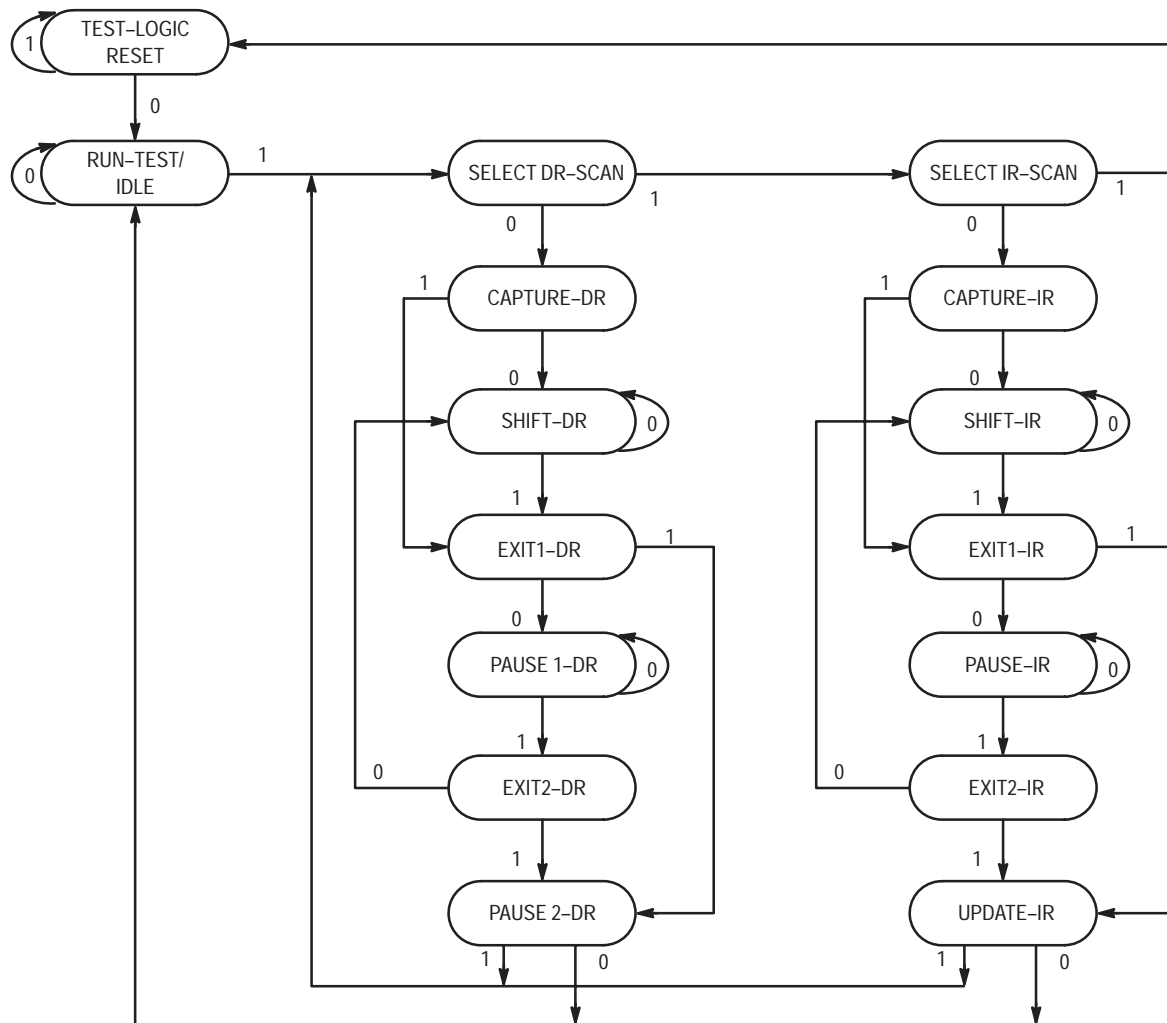 TEST–LOGIC
RESET
1
0
RUN–TEST/
IDLE
0
1
SELECT DR–SCAN
1
0
SELECT IR–SCAN
1
0
CAPTURE–DR
1
0
CAPTURE–IR
1
0
SHIFT–DR
0
1
SHIFT–IR
0
1
EXIT1–DR
1
0
EXIT1–IR
1
0
PAUSE 1–DR
0
1
PAUSE–IR
0
1
EXIT2–DR
0
1
EXIT2–IR
0
1
PAUSE 2–DR
1
0
UPDATE–IR
1
0